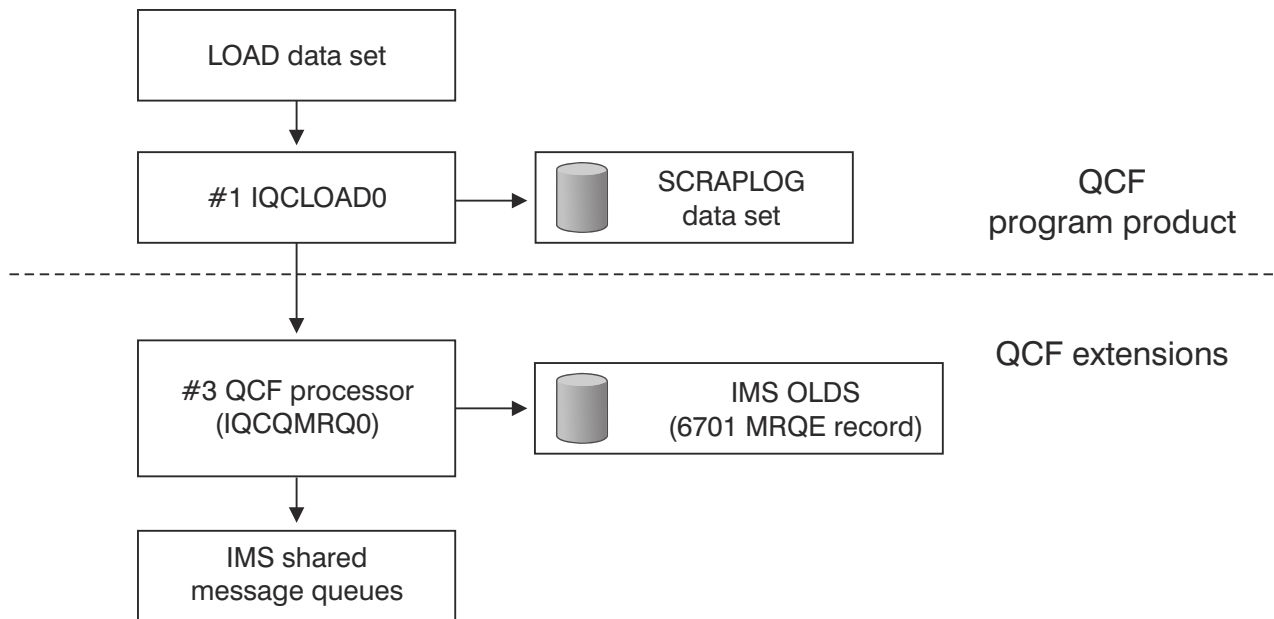 LOAD data set
#1 IQCLOAD0
SCRAPLOG
data set
QCF
program product
QCF extensions
#3 QCF processor
(IQCQMRQ0)
IMS OLDS
(6701 MRQE record)
IMS shared
message queues